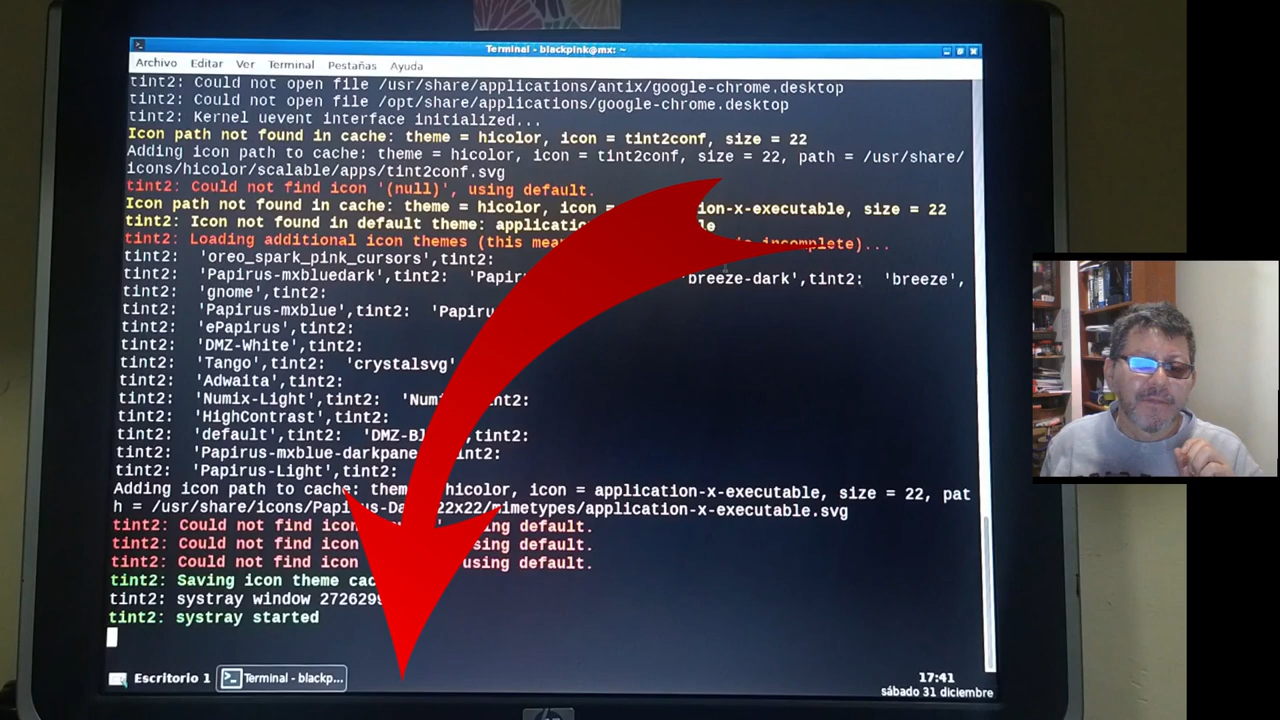 Terminal - blackpink@mx: ~
Archivo Editar Ver Terminal Pestañas Ayuda
tint2: Could not open file /usr/share/applications/antix/google-chrome.desktop
tint2: Could not open file /opt/share/applications/google-chrome.desktop
tint2: Kernel uevent interface initialized...
Icon path not found in cache: theme = hicolor, icon = tint2conf, size = 22
Adding icon path to cache: theme = hicolor, icon = tint2conf, size = 22, path = /usr/share/
icons/hicolor/scalable/apps/tint2conf.svg
tint2: Could not find icon '(null)', using default.
Icon path not found in cache: theme = hicolor, icon = ion-x-executable, size = 22
tint2: Icon not found in default theme: applica le
tint2: Loading additional icon themes (this mea incomplete)...
tint2: 'oreo_spark_pink_cursors',tint2:
tint2: 'Papirus-mxbluedark',tint2: 'Papir 'breeze-dark',tint2: 'breeze',
tint2: 'gnome',tint2:
tint2: 'Papirus-mxblue',tint2: 'Papiru
tint2: 'ePapirus',tint2:
tint2: 'DMZ-White',tint2:
tint2: 'Tango',tint2: 'crystalsvg'
tint2: 'Adwaita',tint2:
tint2: 'Numix-Light',tint2: 'Num nt2:
tint2: 'HighContrast',tint2:
tint2: 'default',tint2: 'DMZ-Bl ,tint2:
tint2: 'Papirus-mxblue-darkpane nt2:
tint2: 'Papirus-Light',tint2:
Adding icon path to cache: them hicolor, icon = application-x-executable, size = 22, pat
h = /usr/share/icons/Papirus-Da 22x22/mimetypes/application-x-executable.svg
tint2: Could not find icon using default.
tint2: Could not find icon using default.
tint2: Could not find icon using default.
tint2: Saving icon theme cac
tint2: systray window 2726299
tint2: systray started
Escritorio 1 Terminal - blackp... 17:41
sábado 31 diciembre
hp